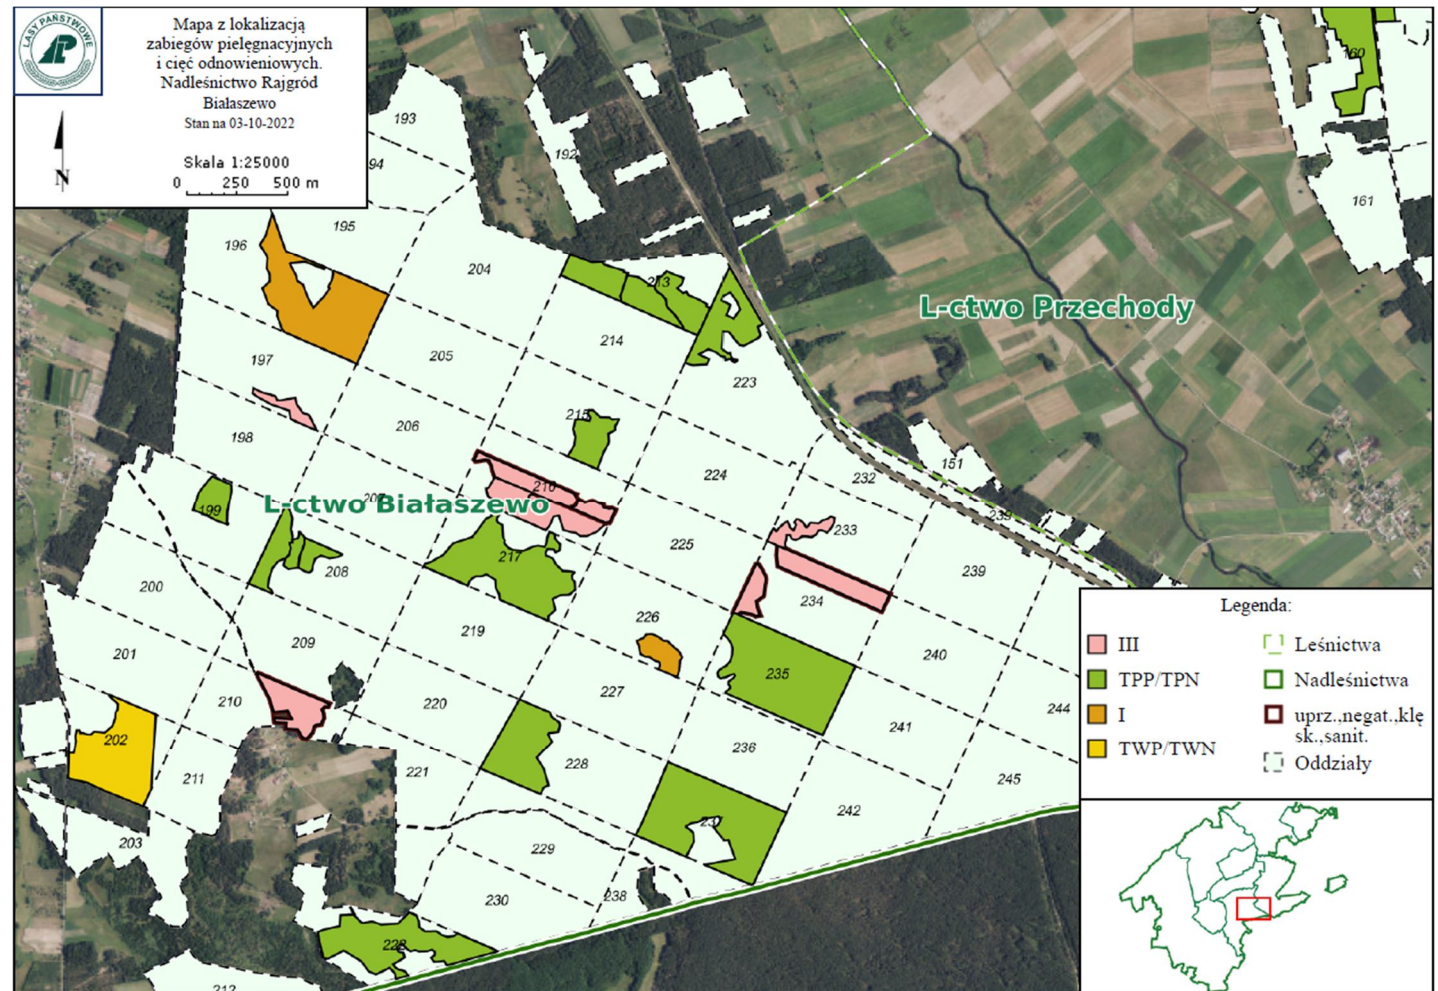 LASY PAŃSTWOWE
Mapa z lokalizacją
zabiegów pielęgnacyjnych
i cięć odnowieniowych.
Nadleśnictwo Rajgród
Białaszewo
Stan na 03-10-2022
Skala 1:25000
0 250 500 m
N
160
193
192
94
161
195
196
204
213
L-ctwo Przechody
214
197
205
223
215
206
198
151
224
232
216
L-ctwo Białaszewo
199
233
225
217
208
239
200
234
226
219
209
201
240
235
227
210
220
244
241
202
236
228
221
211
245
242
203
229
230
238
212
Legenda:
III
TPP/TPN
I
TWP/TWN
Leśnictwa
Nadleśnictwa
uprz.,negat.,klę
sk.,sanit.
Oddziały